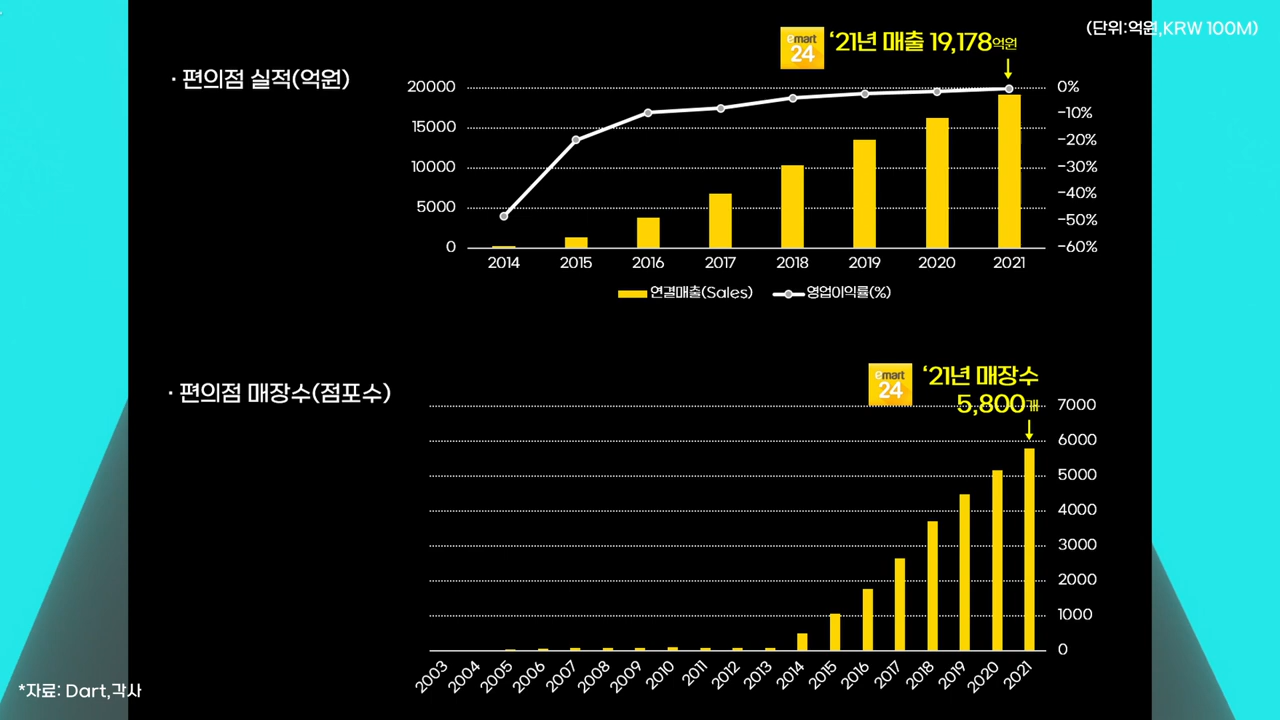 (단위:억원,KRW 100M)
emart
24
‘21년 매출 19,178억원
· 편의점 실적(억원)
20000
15000
10000
5000
0
0%
-10%
-20%
-30%
-40%
-50%
-60%
2014 2015 2016 2017 2018 2019 2020 2021
연결매출(Sales) 영업이익률(%)
· 편의점 매장수(점포수)
emart
24
‘21년 매장수
5,800개
7000
6000
5000
4000
3000
2000
1000
0
2003 2004 2005 2006 2007 2008 2009 2010 2011 2012 2013 2014 2015 2016 2017 2018 2019 2020 2021
*자료: Dart,각사